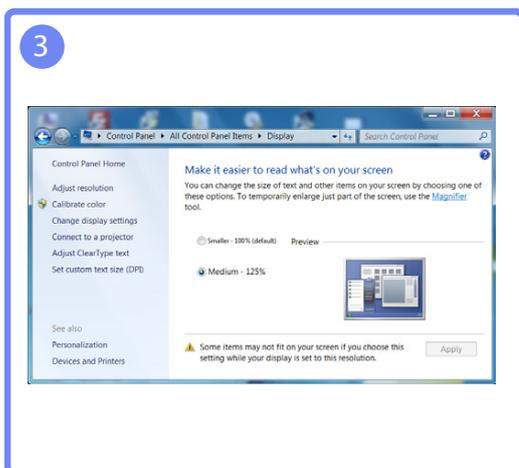 3
Control Panel ▸ All Control Panel Items ▸ Display
Search Control Panel
Control Panel Home
Adjust resolution
Calibrate color
Change display settings
Connect to a projector
Adjust ClearType text
Set custom text size (DPI)
See also
Personalization
Devices and Printers
Make it easier to read what's on your screen
You can change the size of text and other items on your screen by choosing one of
these options. To temporarily enlarge just part of the screen, use the Magnifier
tool.
Smaller - 100% (default)
Preview
Medium - 125%
Some items may not fit on your screen if you choose this
setting while your display is set to this resolution.
Apply